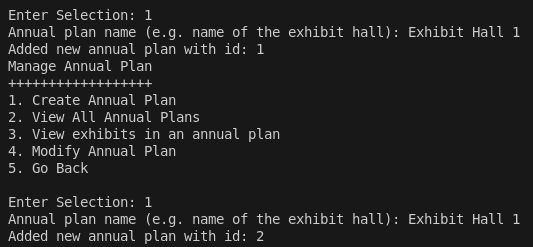 Enter Selection: 1
Annual plan name (e.g. name of the exhibit hall): Exhibit Hall 1
Added new annual plan with id: 1
Manage Annual Plan
++++++++++++++++++
1. Create Annual Plan
2. View All Annual Plans
3. View exhibits in an annual plan
4. Modify Annual Plan
5. Go Back

Enter Selection: 1
Annual plan name (e.g. name of the exhibit hall): Exhibit Hall 1
Added new annual plan with id: 2